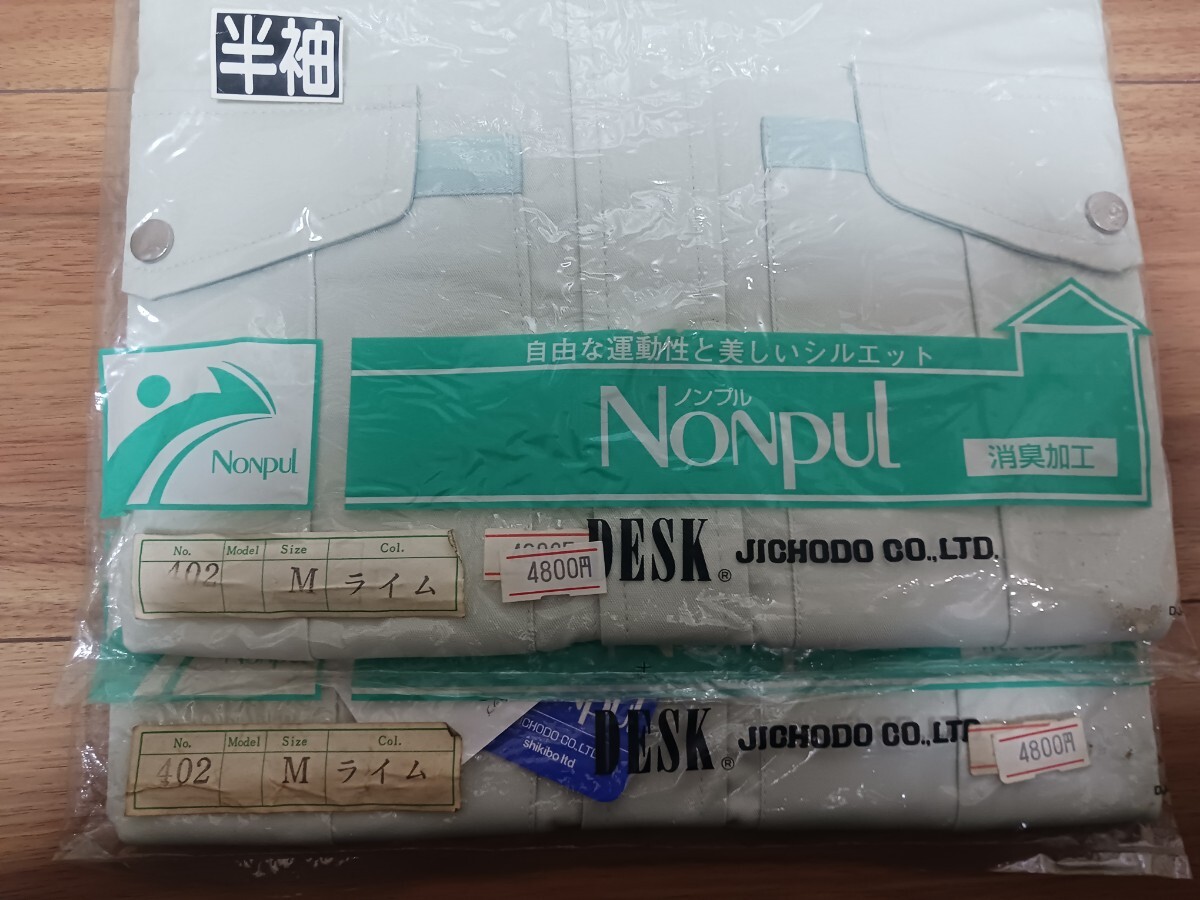 半袖
自由な運動性と美しいシルエット
ノンプル
Nonpul
Nonpul
消臭加工
No. Model Size Col.
402 M ライム
4800円
DESK® JICHODO CO.,LTD.
No. Model Size Col.
402 M ライム
CHODO CO.,LTD
shikibo ltd
DESK® JICHODO CO.,LTD
4800円